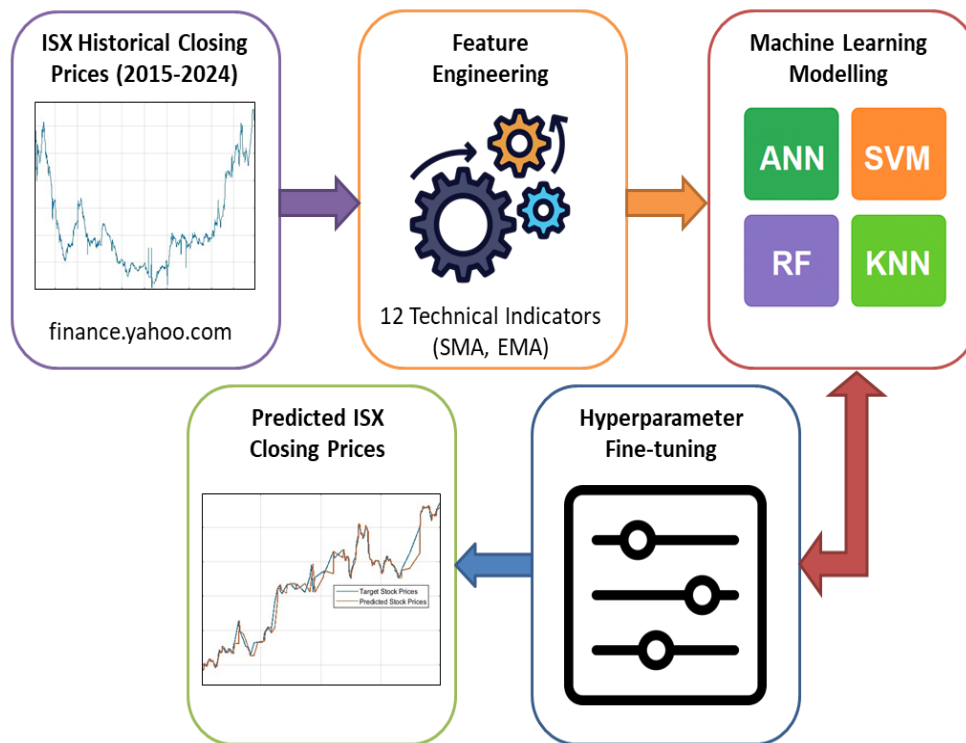 ISX Historical Closing
Prices (2015-2024)
finance.yahoo.com
Feature
Engineering
12 Technical Indicators
(SMA, EMA)
Machine Learning
Modelling
ANN
SVM
RF
KNN
Predicted ISX
Closing Prices
Target Stock Prices
Predicted Stock Prices
Hyperparameter
Fine-tuning